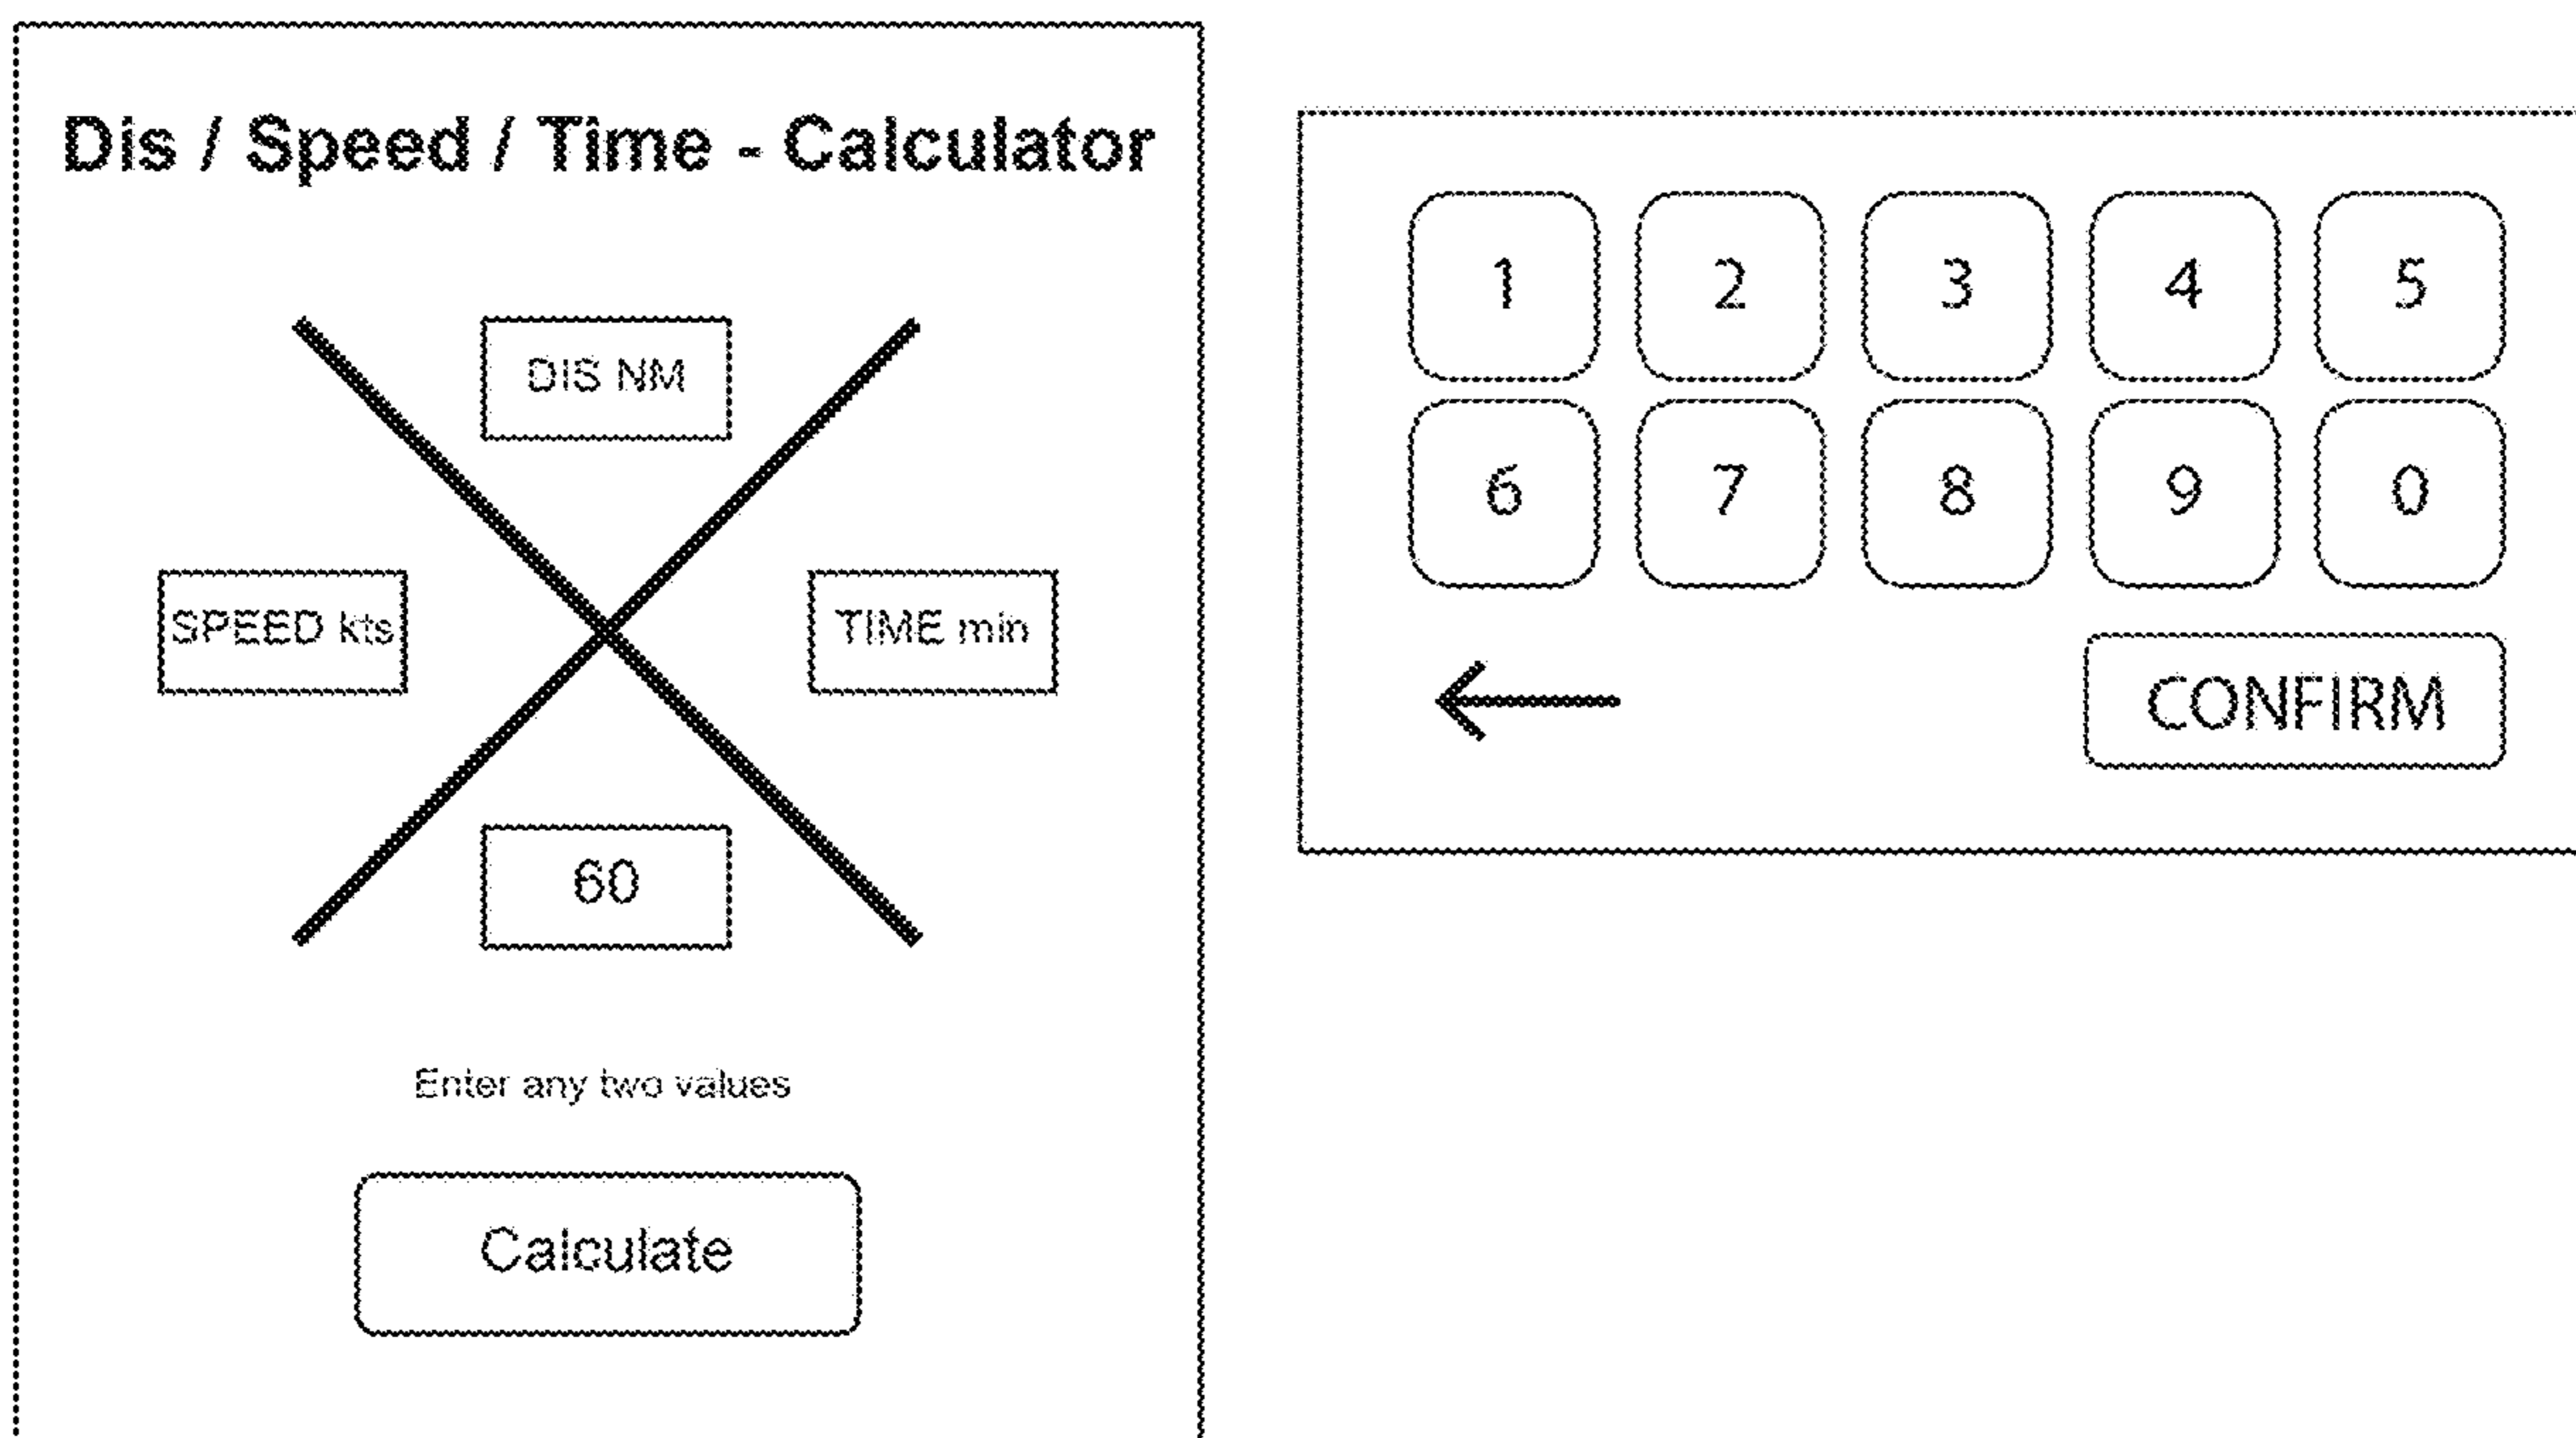 Dis / Speed / Time - Calculator
DIS NM
SPEED kts
TIME min
60
Enter any two values
Calculate
1 2 3 4 5
6 7 8 9 0
CONFIRM